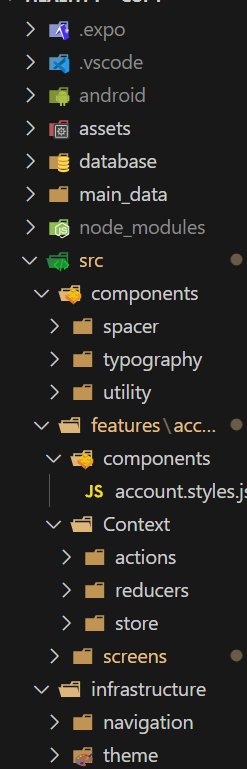 .expo
.vscode
android
assets
database
main_data
node_modules
src
components
spacer
typography
utility
features\acc...
components
JS account.styles.js
Context
actions
reducers
store
screens
infrastructure
navigation
theme